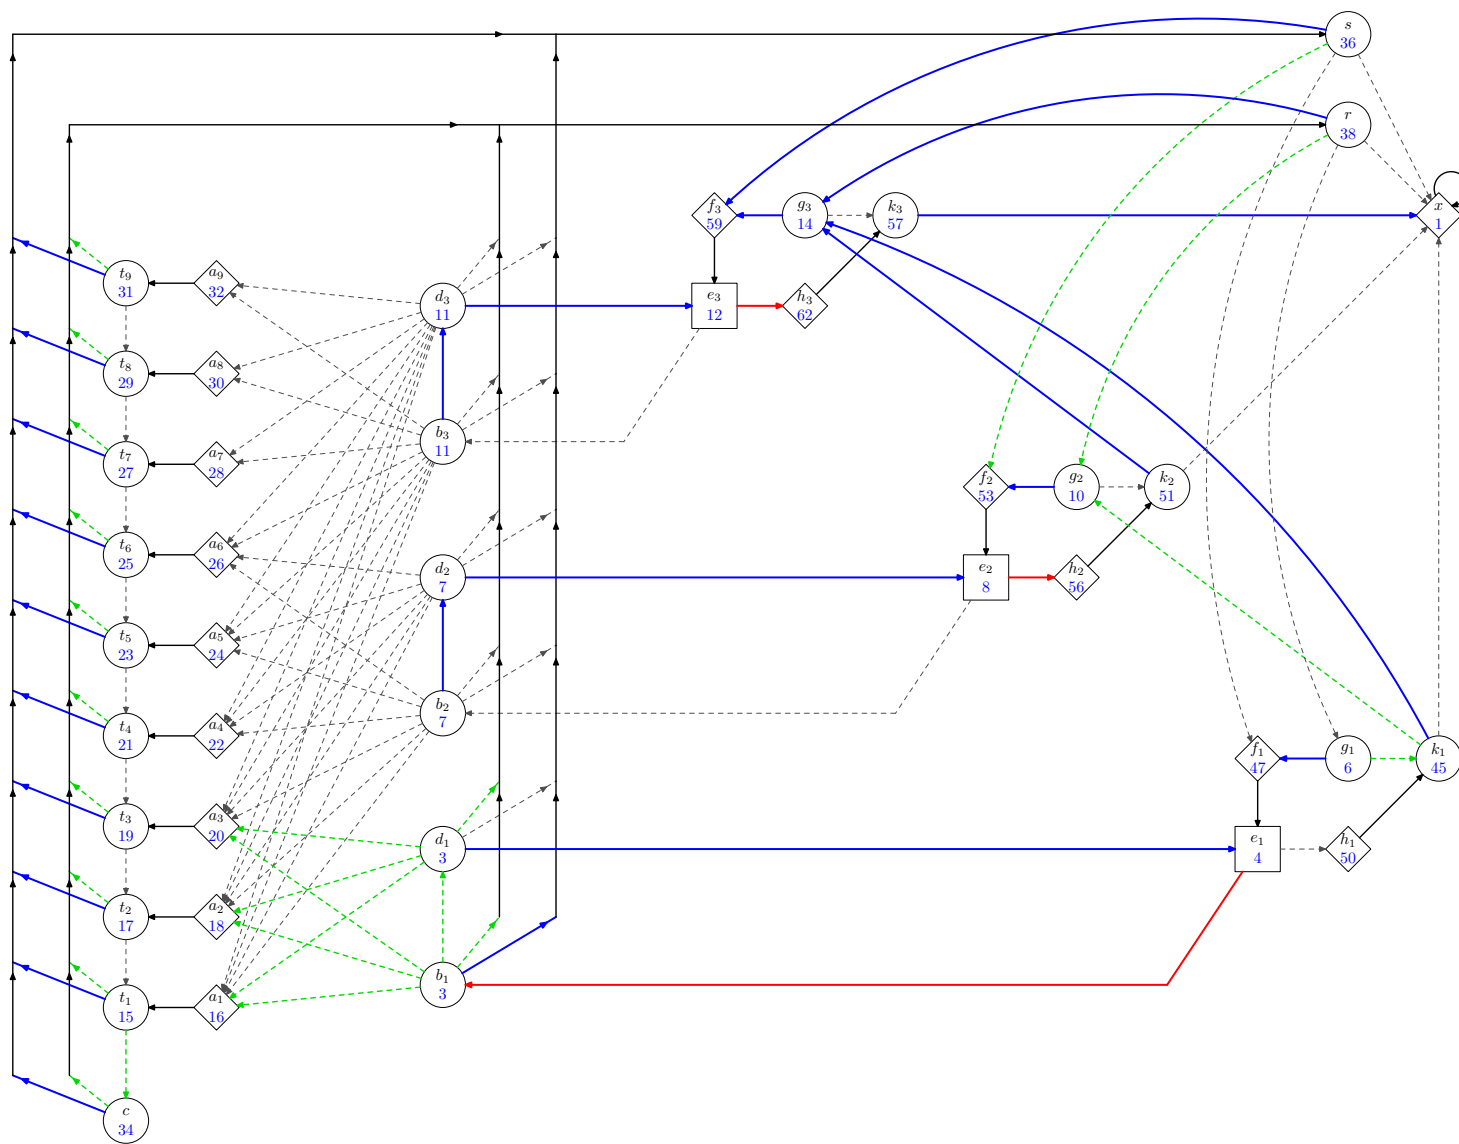 s
36
r
38
f₃
59
g₃
14
k₃
57
x
1
t₉
31
a₉
32
d₃
11
e₃
12
h₃
62
t₈
29
a₈
30
b₃
11
t₇
27
a₇
28
f₂
53
g₂
10
k₂
51
t₆
25
a₆
26
d₂
7
e₂
8
h₂
56
t₅
23
a₅
24
b₂
7
t₄
21
a₄
22
f₁
47
g₁
6
k₁
45
t₃
19
a₃
20
d₁
3
e₁
4
h₁
50
t₂
17
a₂
18
b₁
3
t₁
15
a₁
16
c
34